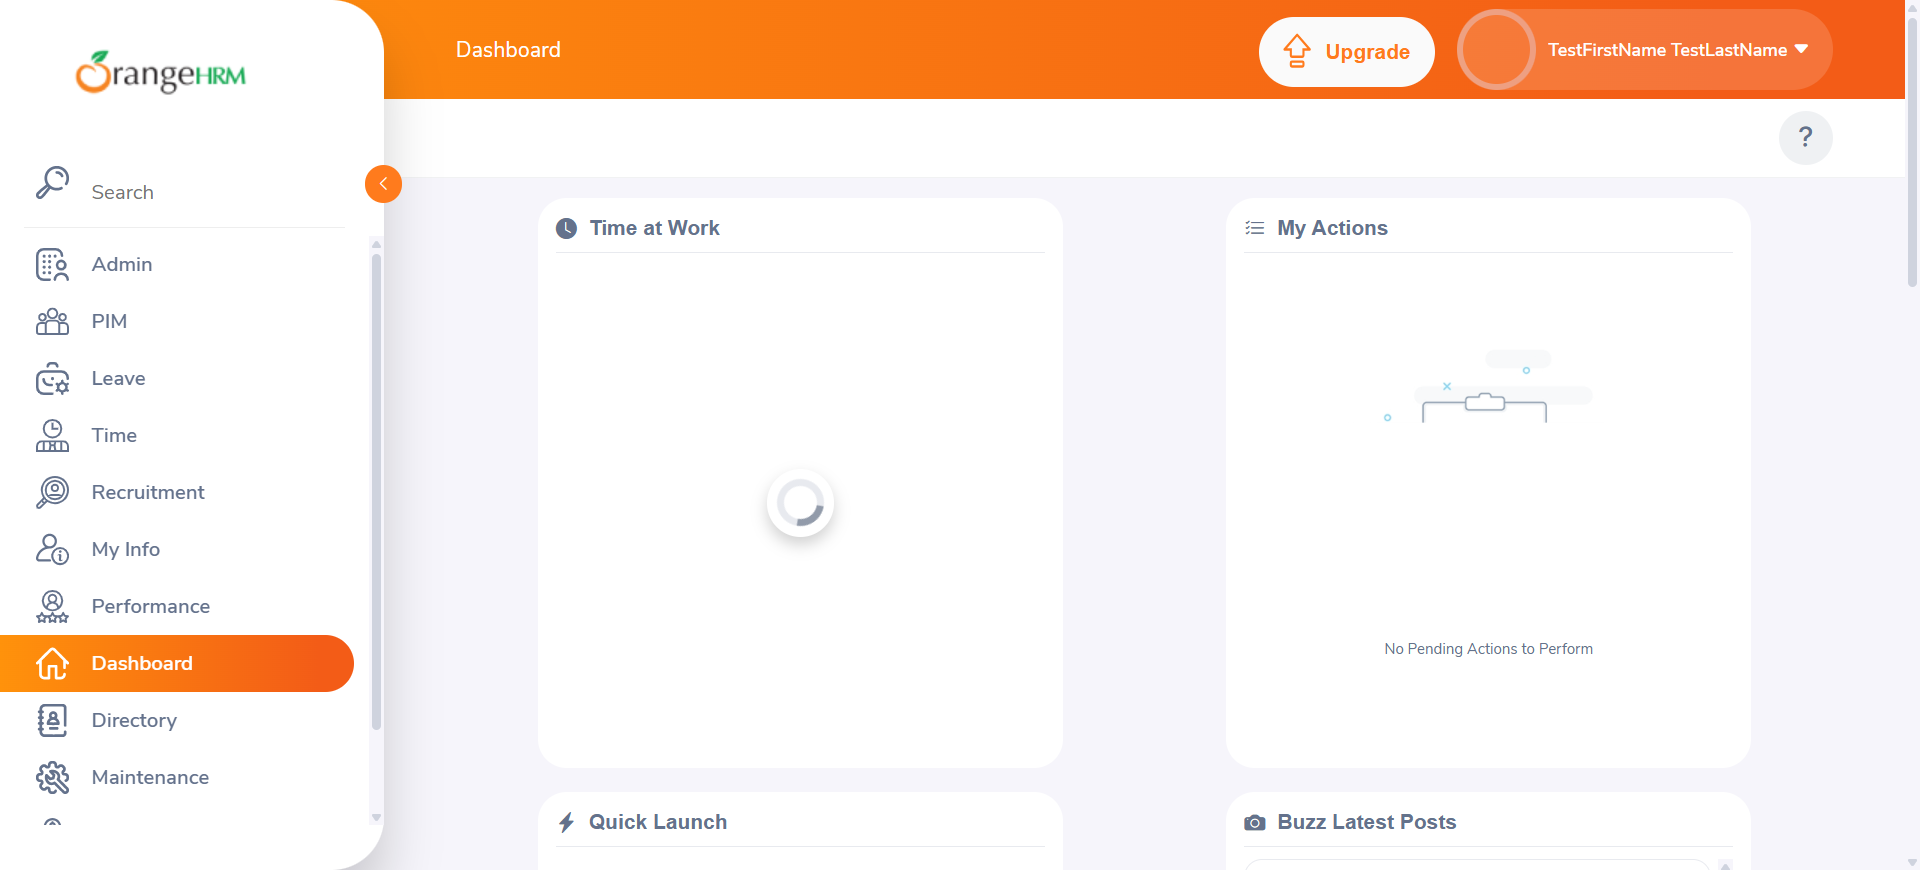 OrangeHRM
Dashboard
Upgrade
TestFirstName TestLastName
?
Search
Admin
PIM
Leave
Time
Recruitment
My Info
Performance
Dashboard
Directory
Maintenance
Time at Work
My Actions
No Pending Actions to Perform
Quick Launch
Buzz Latest Posts